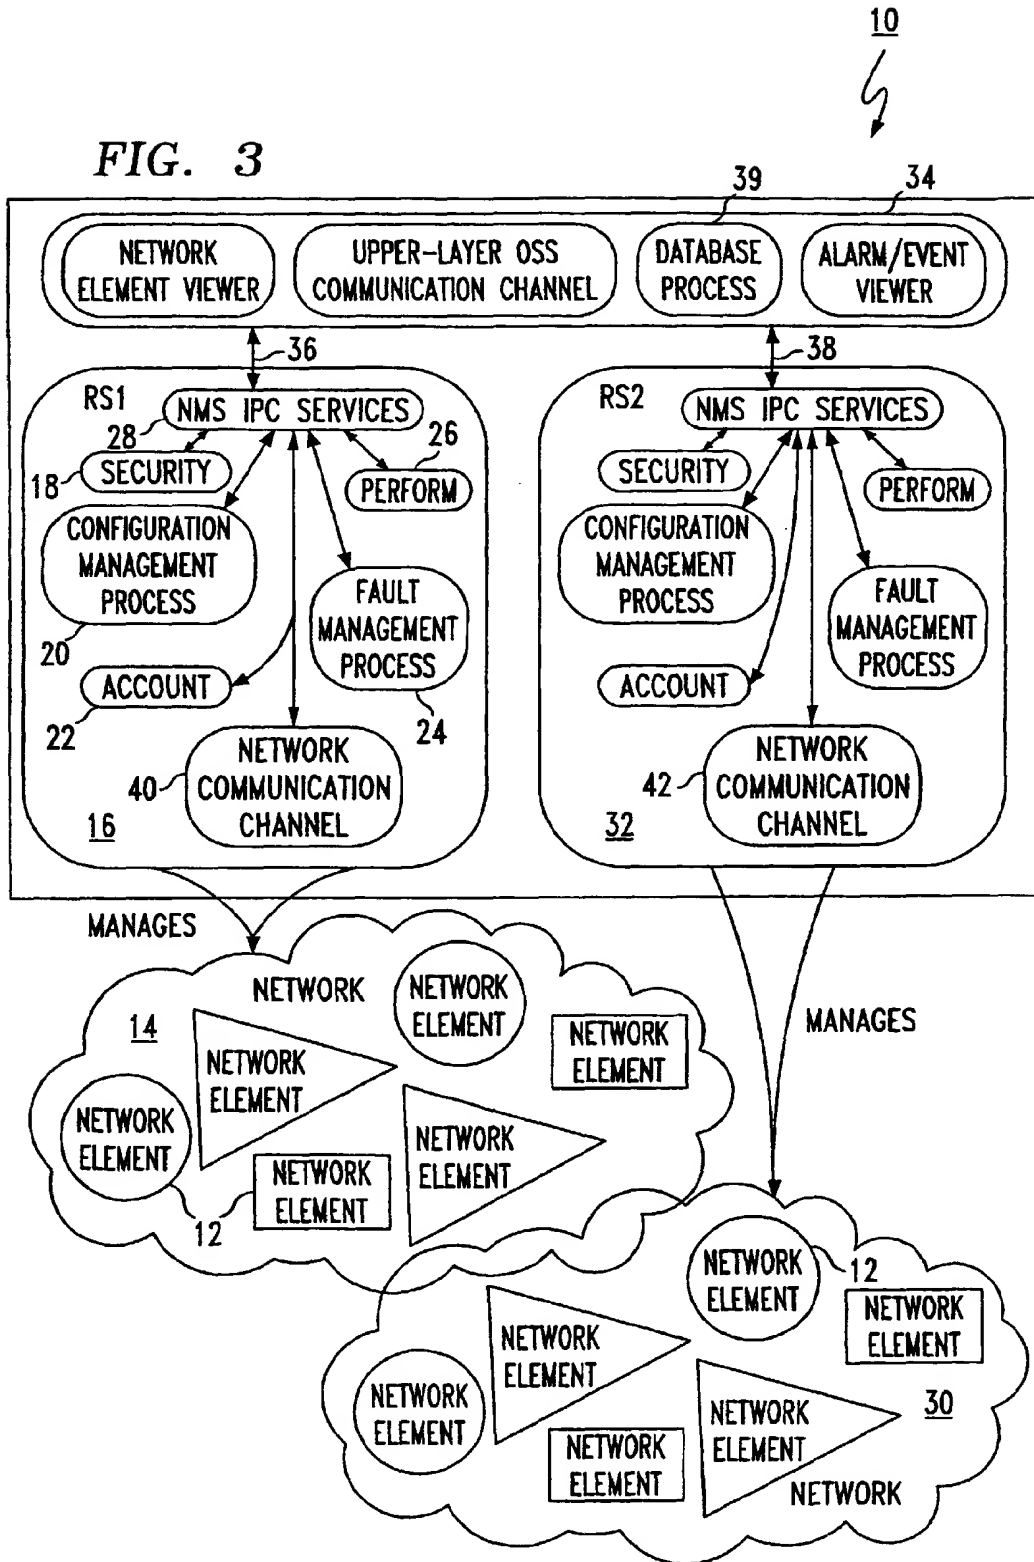 10
FIG. 3
39
34
NETWORK
ELEMENT VIEWER
UPPER-LAYER OSS
COMMUNICATION CHANNEL
DATABASE
PROCESS
ALARM/EVENT
VIEWER
36
38
RS1
NMS IPC SERVICES
28
26
SECURITY
18
PERFORM
CONFIGURATION
MANAGEMENT
PROCESS
20
FAULT
MANAGEMENT
PROCESS
24
ACCOUNT
22
NETWORK
COMMUNICATION
CHANNEL
40
16
RS2
NMS IPC SERVICES
SECURITY
PERFORM
CONFIGURATION
MANAGEMENT
PROCESS
FAULT
MANAGEMENT
PROCESS
ACCOUNT
NETWORK
COMMUNICATION
CHANNEL
42
32
MANAGES
MANAGES
NETWORK
14
NETWORK
ELEMENT
NETWORK
ELEMENT
NETWORK
ELEMENT
NETWORK
ELEMENT
NETWORK
ELEMENT
NETWORK
ELEMENT
12
NETWORK
ELEMENT
12
NETWORK
ELEMENT
NETWORK
ELEMENT
NETWORK
ELEMENT
NETWORK
ELEMENT
NETWORK
ELEMENT
30
NETWORK